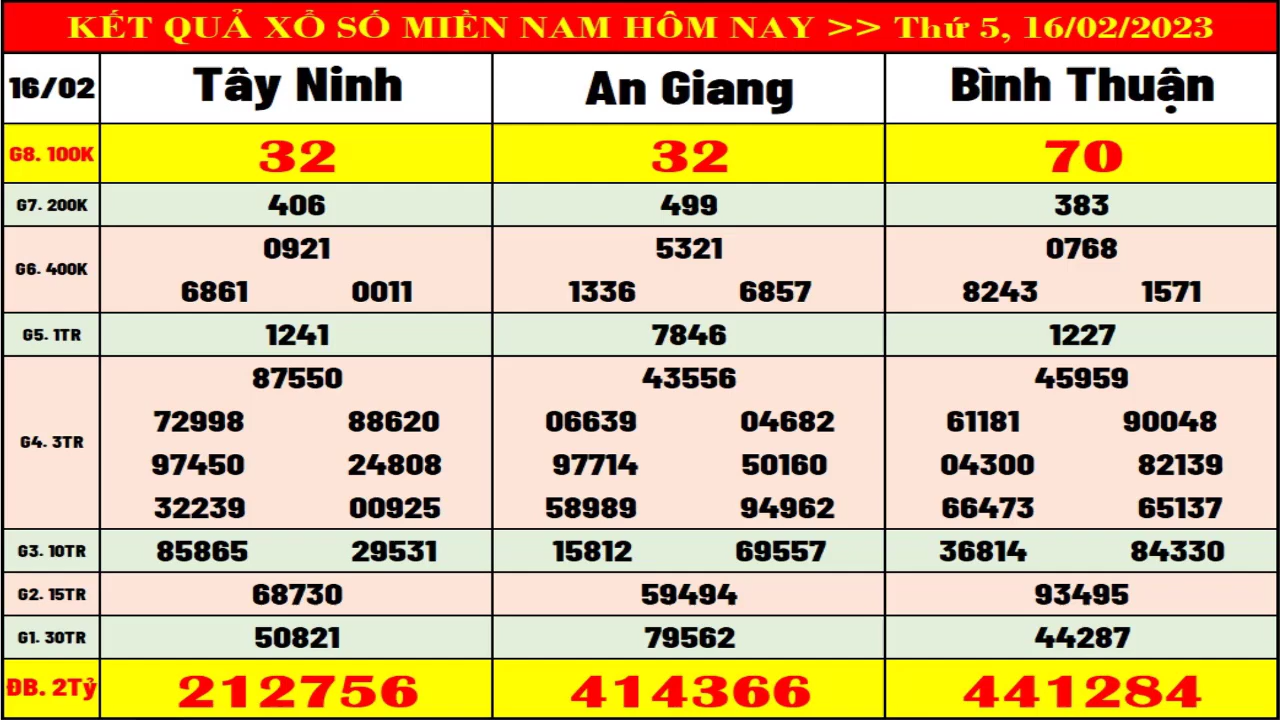 KẾT QUẢ XỔ SỐ MIỀN NAM HÔM NAY >> Thứ 5, 16/02/2023
16/02 Tây Ninh An Giang Bình Thuận
G8. 100K 32 32 70
G7. 200K 406 499 383
0921 5321 0768
G6. 400K
6861 0011 1336 6857 8243 1571
G5. 1TR 1241 7846 1227
87550 43556 45959
72998 88620 06639 04682 61181 90048
G4. 3TR
97450 24808 97714 50160 04300 82139
32239 00925 58989 94962 66473 65137
G3. 10TR 85865 29531 15812 69557 36814 84330
G2. 15TR 68730 59494 93495
G1. 30TR 50821 79562 44287
ĐB. 2Tỷ 212756 414366 441284